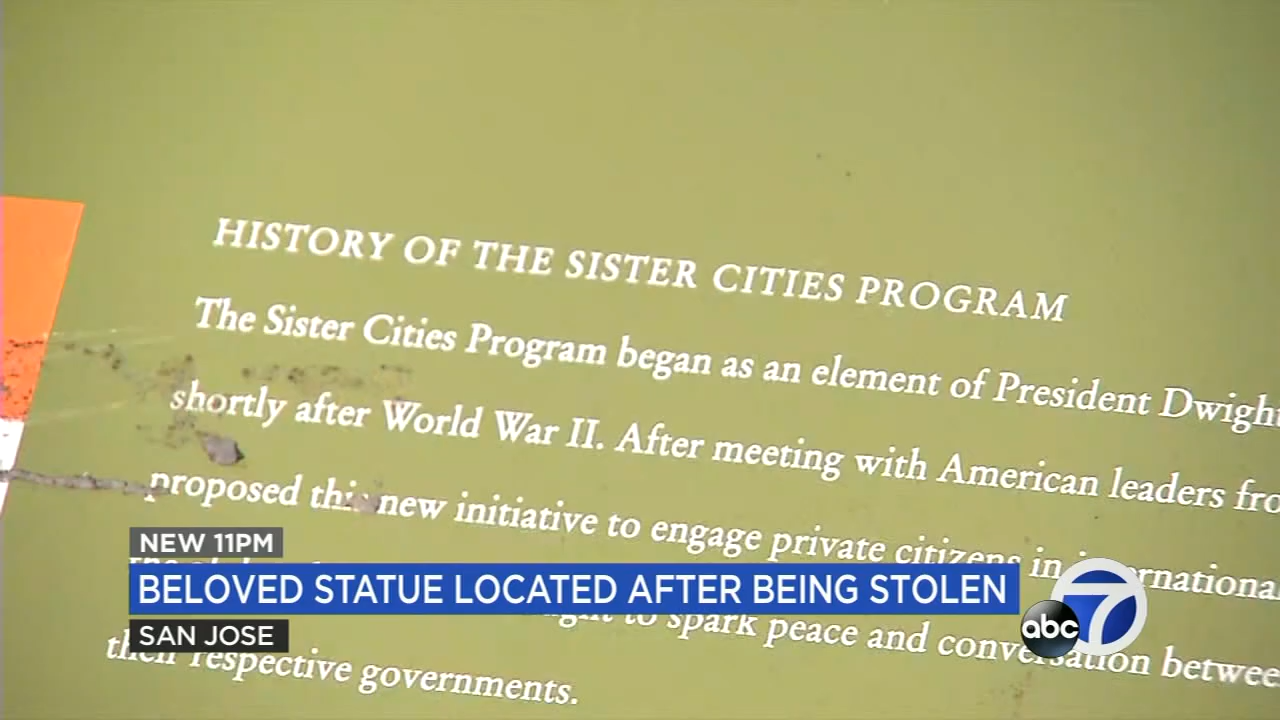 HISTORY OF THE SISTER CITIES PROGRAM
The Sister Cities Program began as an element of President Dwight
shortly after World War II. After meeting with American leaders
proposed this new initiative to engage private citizens in
to spark peace and conversation
their respective governments.
NEW 11PM
BELOVED STATUE LOCATED AFTER BEING STOLEN
SAN JOSE
abc 7